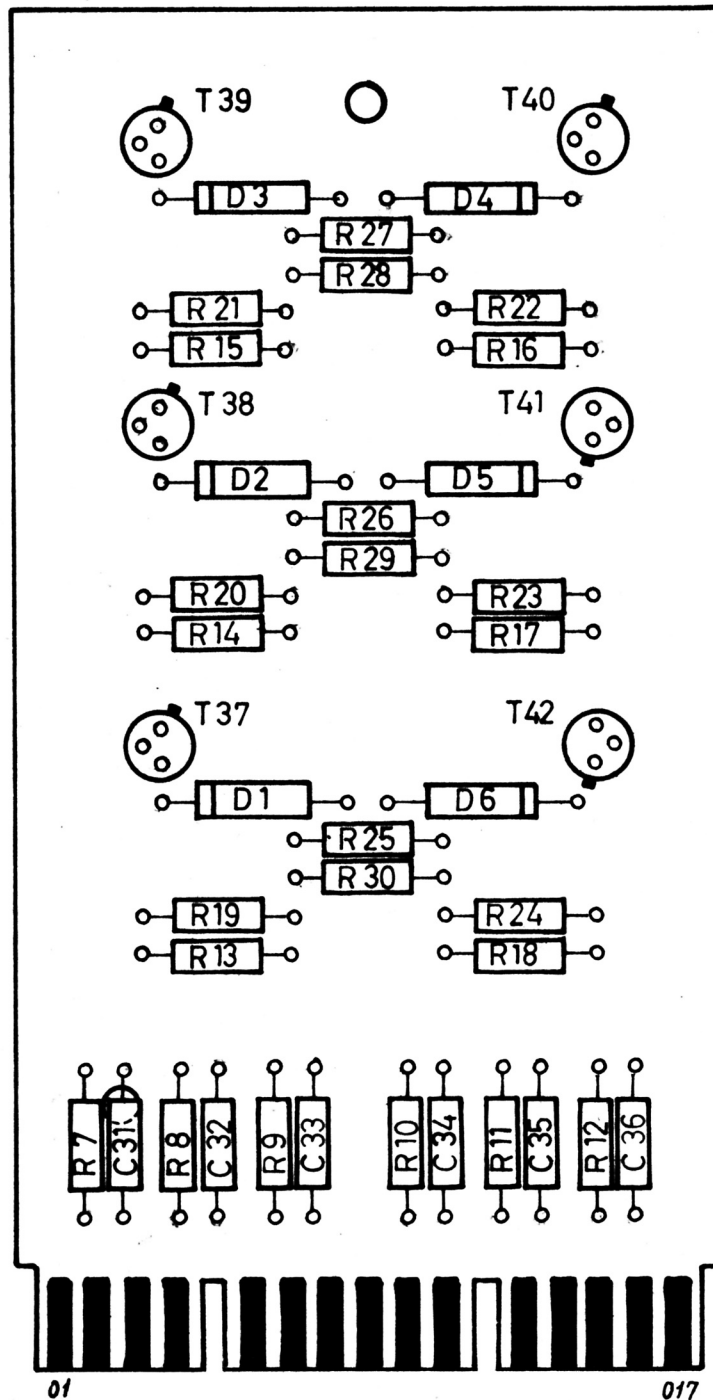 T39 T40
D3 D4
R27
R28
R21 R22
R15 R16
T38 T41
D2 D5
R26
R29
R20 R23
R14 R17
T37 T42
D1 D6
R25
R30
R19 R24
R13 R18
R7 C31 R8 C32 R9 C33 R10 C34 R11 C35 R12 C36
01 017